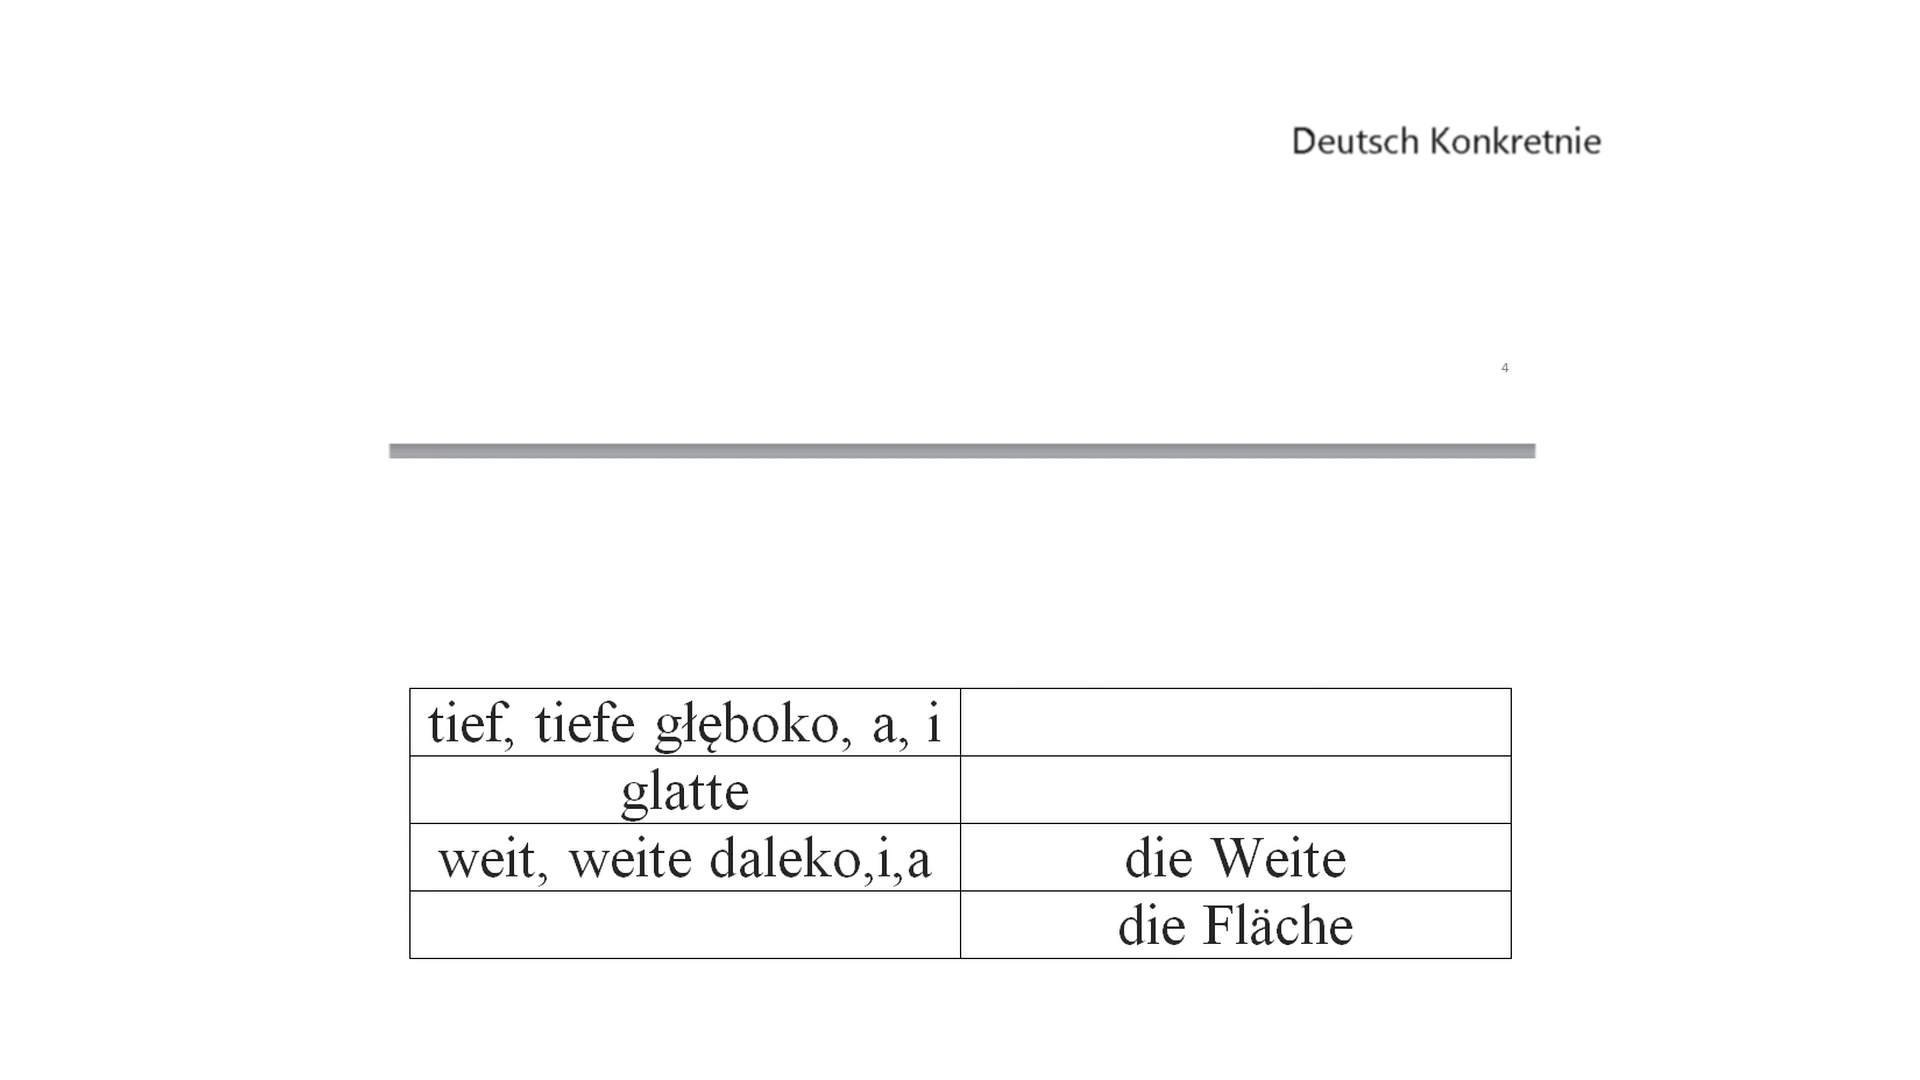 Deutsch Konkretnie
4
tief, tiefe głęboko, a, i
glatte
weit, weite daleko,i,a
die Weite
die Fläche